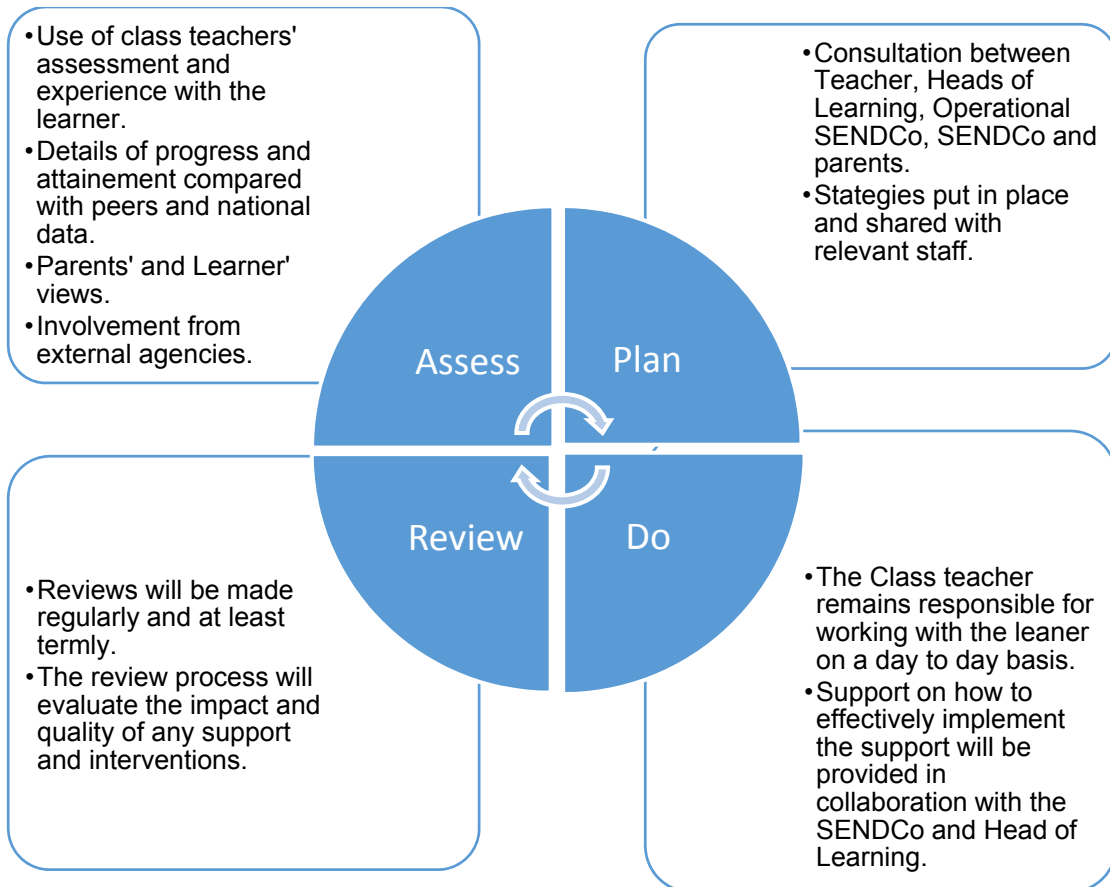 •Use of class teachers'
assessment and
experience with the
learner.
•Details of progress and
attainement compared
with peers and national
data.
•Parents' and Learner'
views.
•Involvement from
external agencies.
•Consultation between
Teacher, Heads of
Learning, Operational
SENDCo, SENDCo and
parents.
•Stategies put in place
and shared with
relevant staff.
Assess
Plan
Review
Do
•Reviews will be made
regularly and at least
termly.
•The review process will
evaluate the impact and
quality of any support
and interventions.
•The Class teacher
remains responsible for
working with the leaner
on a day to day basis.
•Support on how to
effectively implement
the support will be
provided in
collaboration with the
SENDCo and Head of
Learning.